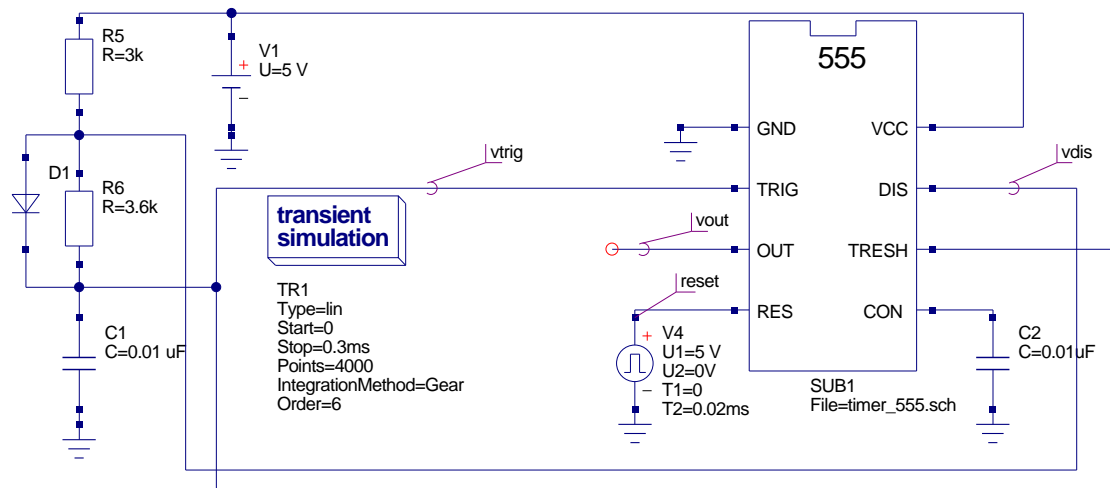 R5
R=3k
V1
U=5 V
+
−
555
GND
VCC
vtrig
vdis
D1
R6
R=3.6k
TRIG
DIS
transient
simulation
vout
OUT
TRESH
reset
TR1
Type=lin
Start=0
Stop=0.3ms
Points=4000
IntegrationMethod=Gear
Order=6
RES
CON
C1
C=0.01 uF
+
−
V4
U1=5 V
U2=0V
T1=0
T2=0.02ms
C2
C=0.01uF
SUB1
File=timer_555.sch